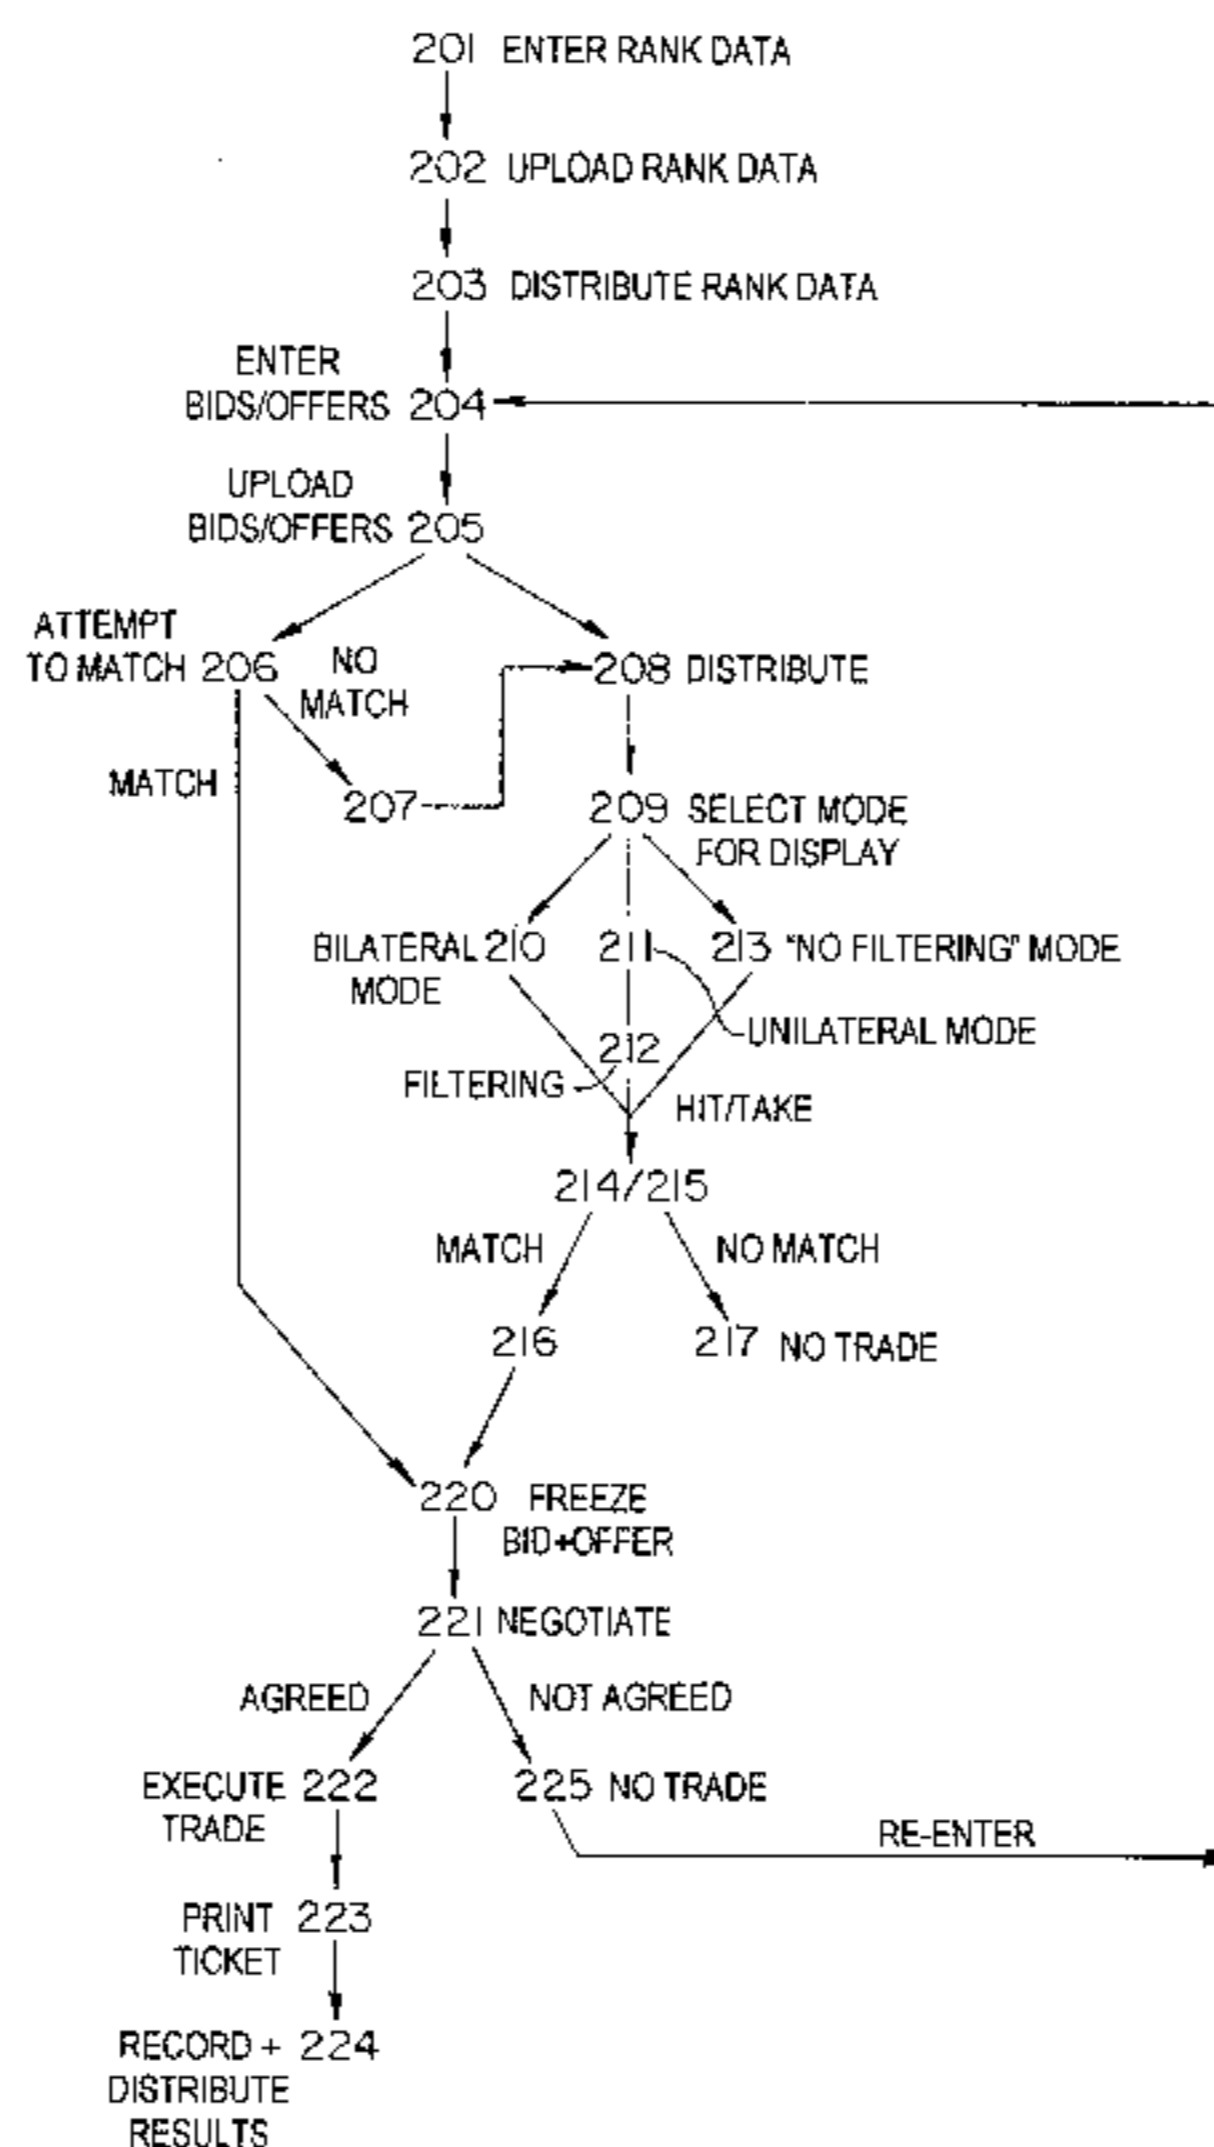 201 ENTER RANK DATA
202 UPLOAD RANK DATA
203 DISTRIBUTE RANK DATA
ENTER
BIDS/OFFERS 204
UPLOAD
BIDS/OFFERS 205
ATTEMPT
TO MATCH 206
NO
MATCH
208 DISTRIBUTE
MATCH
207
209 SELECT MODE
FOR DISPLAY
BILATERAL 210
MODE
211
213 "NO FILTERING" MODE
UNILATERAL MODE
212
FILTERING
HIT/TAKE
214/215
MATCH
NO MATCH
216
217 NO TRADE
220 FREEZE
BID+OFFER
221 NEGOTIATE
AGREED
NOT AGREED
EXECUTE 222
TRADE
225 NO TRADE
RE-ENTER
PRINT 223
TICKET
RECORD + 224
DISTRIBUTE
RESULTS